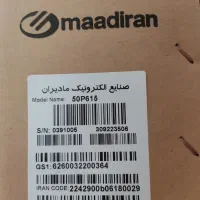 maadiran
صنایع الکترونیک مادیران
Model Name: 50P615
S/N: 0391005 309223506
GS1: 6260032200364
IRAN CODE 2242900b06180029